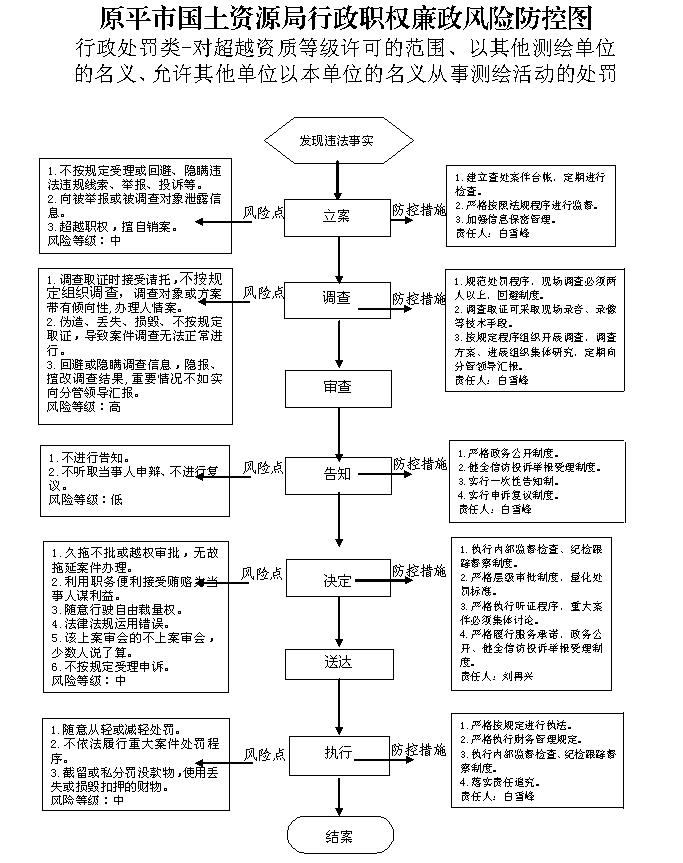 原平市国土资源局行政职权廉政风险防控图
行政处罚类-对超越资质等级许可的范围、以其他测绘单位
的名义、允许其他单位以本单位的名义从事测绘活动的处罚
发现违法事实
1.不按规定受理或回避、隐瞒违
法违规线索、举报、投诉等。
2.向被举报或被调查对象泄露信
息。
3.超越职权，擅自销案。
风险等级：中
风险点
立案
防控措施
1.建立查处案件台帐，定期进行
检查。
2.严格按照法规程序进行监督。
3.加强信息保密管理。
责任人：白雪峰
1.调查取证时接受请托，不按规
定组织调查，调查对象或方案
带有倾向性,办理人情案。
2.伪造、丢失、损毁、不按规定
取证，导致案件调查无法正常进
行。
3.回避或隐瞒调查信息，隐报、
擅改调查结果,重要情况不如实
向分管领导汇报。
风险等级：高
风险点
调查
防控措施
1.规范处罚程序，现场调查必须两
人以上，回避制度。
2.调查取证可采取现场录音、录像
等技术手段。
3.按规定程序组织开展调查，调查
方案、进展组织集体研究，定期向
分管领导汇报。
责任人：白雪峰
审查
1.不进行告知。
2.不听取当事人申辩、不进行复
议。
风险等级：低
风险点
告知
防控措施
1.严格政务公开制度。
2.健全信访投诉举报受理制度。
3.实行一次性告知制。
4.实行申诉复议制度。
责任人：白雪峰
1.久拖不批或越权审批，无故
拖延案件办理。
2.利用职务便利接受贿赂为当
事人谋利益。
3.随意行驶自由裁量权。
4.法律法规运用错误。
5.该上案审会的不上案审会，
少数人说了算。
6.不按规定受理申诉。
风险等级：中
风险点
决定
防控措施
1.执行内部监督检查、纪检跟
踪督察制度。
2.严格层级审批制度，量化处
罚标准。
3.严格执行听证程序，重大案
件必须集体讨论。
4.严格履行服务承诺，政务公
开、健全信访投诉举报受理制
度。
责任人：刘再兴
送达
1.随意从轻或减轻处罚。
2.不依法履行重大案件处罚程
序。
3.截留或私分罚没款物,使用丢
失或损毁扣押的财物。
风险等级：中
风险点
执行
防控措施
1.严格按规定进行执法。
2.严格执行财务管理规定。
3.执行内部监督检查、纪检跟踪督
察制度。
4.落实责任追究。
责任人：白雪峰
结案